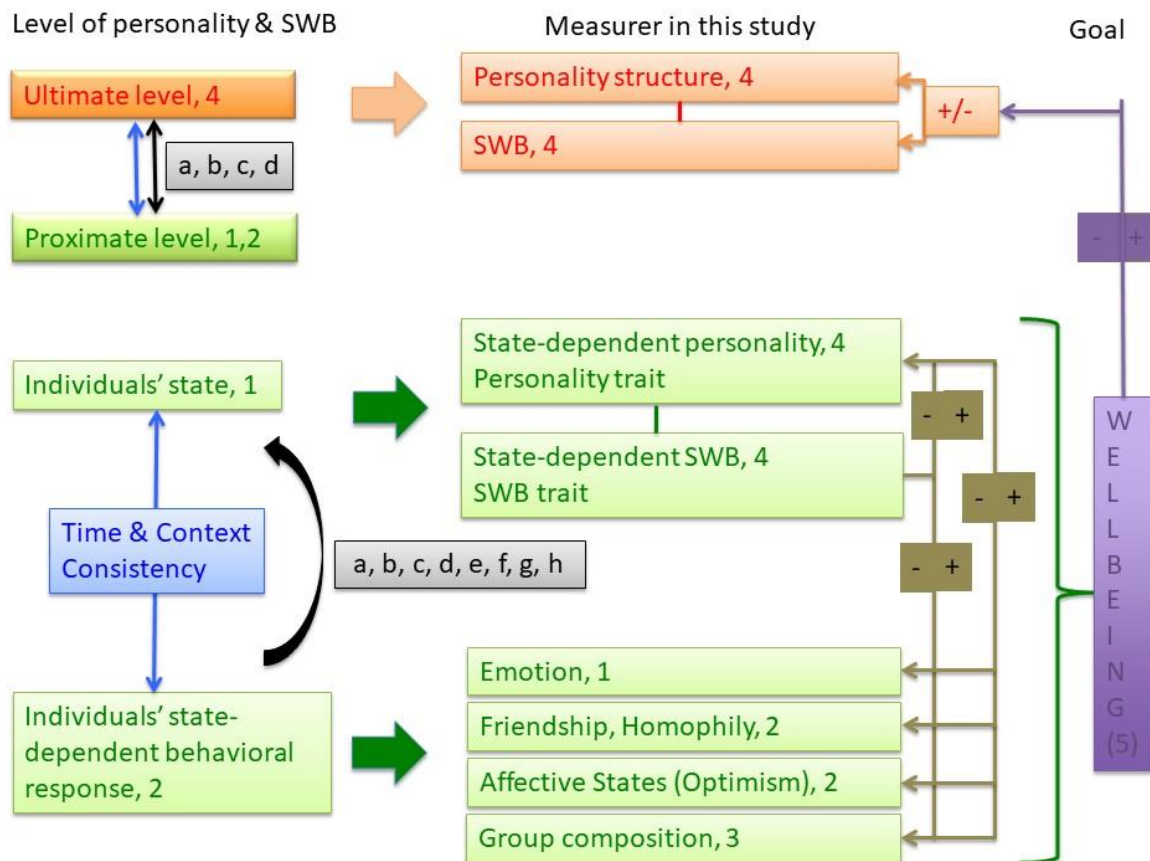 Level of personality & SWB
Measurer in this study
Goal
Ultimate level, 4
Personality structure, 4
+/-
SWB, 4
a, b, c, d
Proximate level, 1,2
- +
State-dependent personality, 4
Personality trait
Individuals' state, 1
- +
State-dependent SWB, 4
SWB trait
- +
Time & Context
Consistency
a, b, c, d, e, f, g, h
- +
W
E
L
L
B
E
I
N
G
(5)
Emotion, 1
Individuals' state-
dependent behavioral
response, 2
Friendship, Homophily, 2
Affective States (Optimism), 2
Group composition, 3